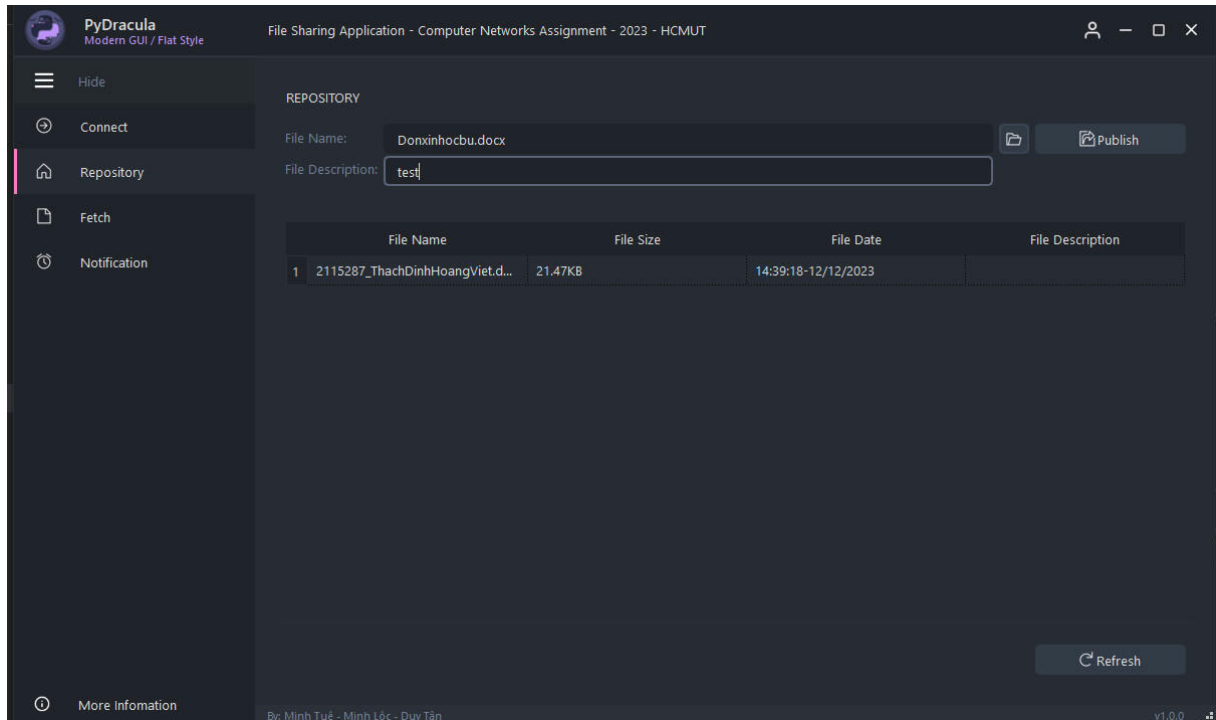 PyDracula
Modern GUI / Flat Style
File Sharing Application - Computer Networks Assignment - 2023 - HCMUT
Hide
Connect
Repository
Fetch
Notification
More Infomation
REPOSITORY
File Name: Donxinhocbu.docx Publish
File Description: test
File Name File Size File Date File Description
1 2115287_ThachDinhHoangViet.d... 21.47KB 14:39:18-12/12/2023
Refresh
By: Minh Tuệ - Minh Lộc - Duy Tân v1.0.0